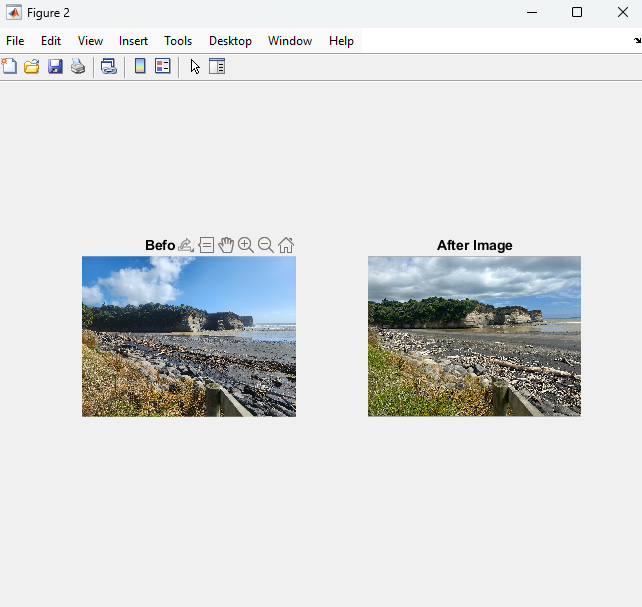 Figure 2
File Edit View Insert Tools Desktop Window Help
Befo
After Image